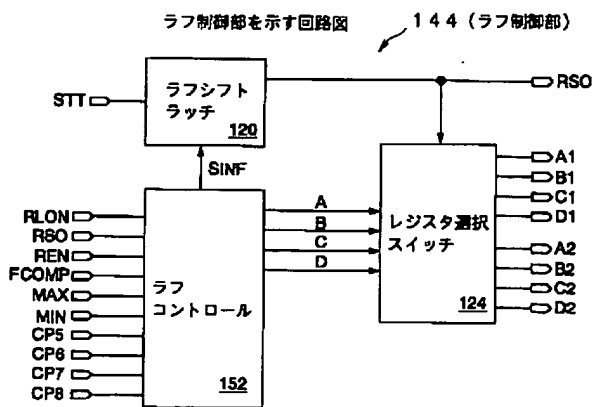 ラフ制御部を示す回路図
144(ラフ制御部)
STT
ラフシフト
ラッチ
120
RSO
SINF
RLON
RSO
REN
FCOMP
MAX
MIN
CP5
CP6
CP7
CP8
ラフ
コントロール
152
A
B
C
D
レジスタ選択
スイッチ
124
A1
B1
C1
D1
A2
B2
C2
D2